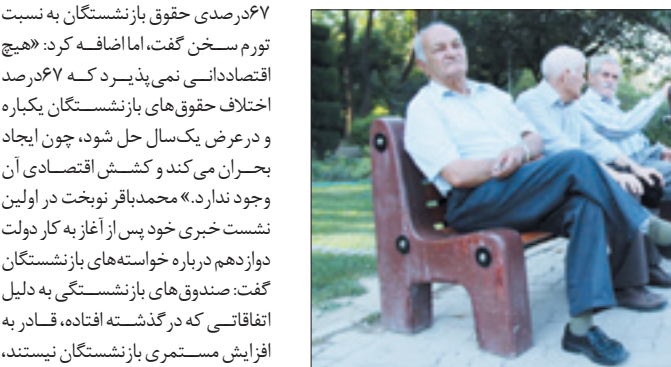 ۶۷درصدی حقوق بازنشستگان به نسبت
تورم سخن گفت، اما اضافه کرد: «هیچ
اقتصاددانی نمی‌پذیرد که ۶۷درصد
اختلاف حقوق‌های بازنشستگان یکباره
و درعرض یک‌سال حل شود، چون ایجاد
بحران می‌کند و کشش اقتصادی آن
وجود ندارد.» محمدباقر نوبخت در اولین
نشست خبری خود پس از آغاز به کار دولت
دوازدهم درباره خواسته‌های بازنشستگان
گفت: صندوق‌های بازنشستگی به دلیل
اتفاقاتی که در گذشته افتاده، قادر به
افزایش مستمری بازنشستگان نیستند،